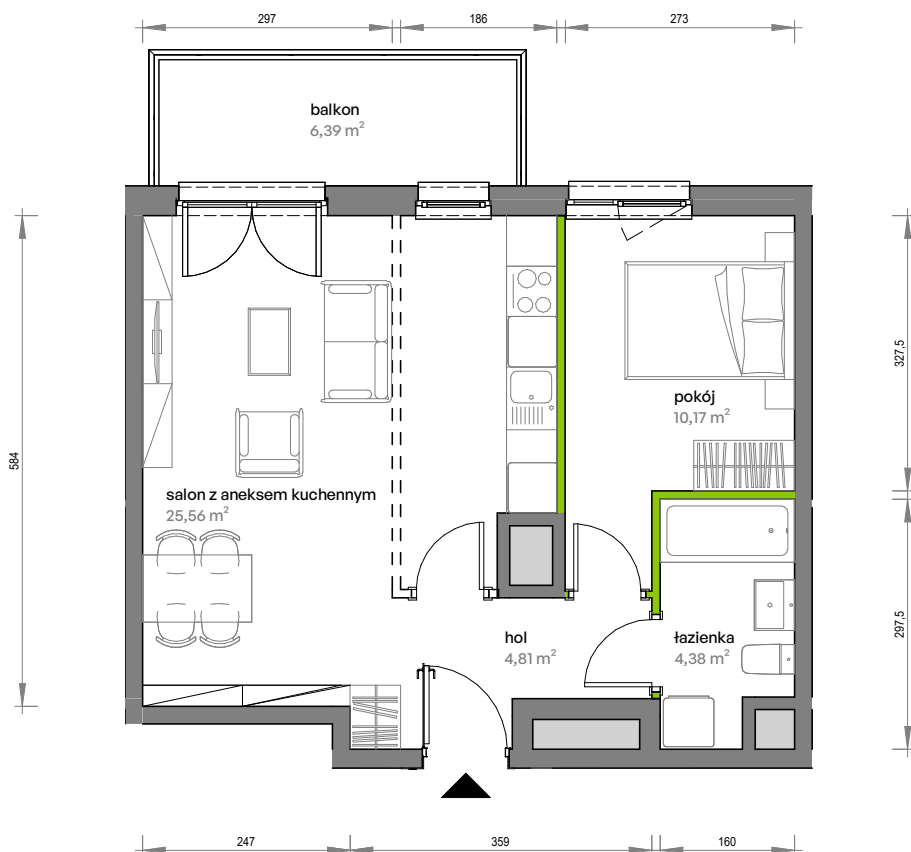 297
186
273
balkon
6,39 m²
327,5
584
pokój
10,17 m²
salon z aneksem kuchennym
25,56 m²
hol
4,81 m²
łazienka
4,38 m²
297,5
247
359
160